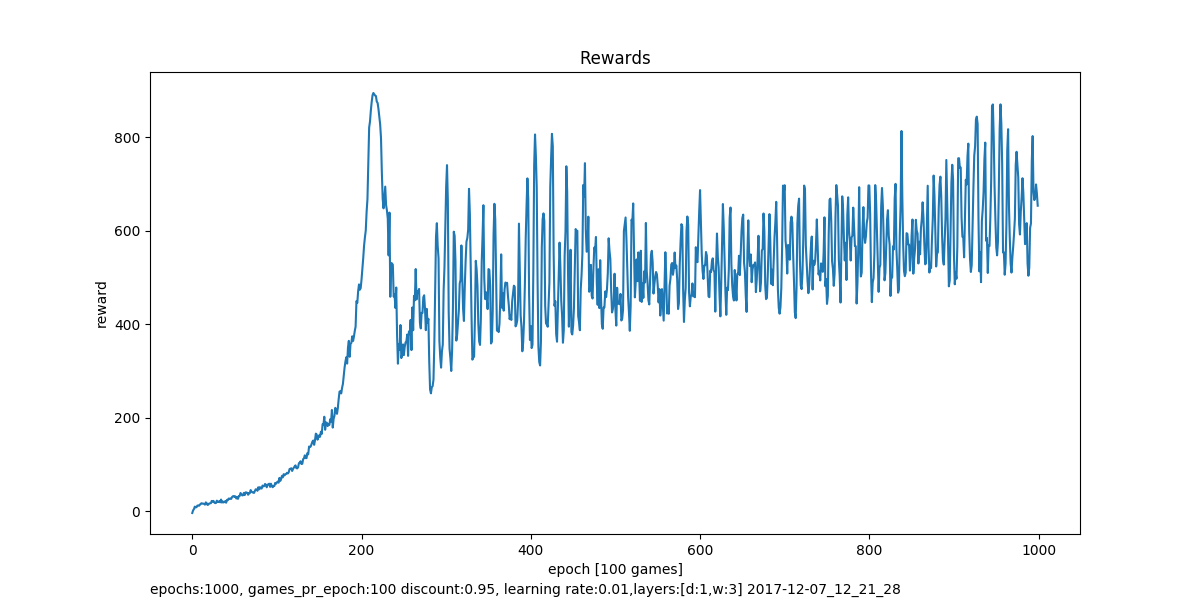 Rewards
800
600
400
200
0
reward
0 200 400 600 800 1000
epoch [100 games]
epochs:1000, games_pr_epoch:100 discount:0.95, learning rate:0.01,layers:[d:1,w:3] 2017-12-07_12_21_28